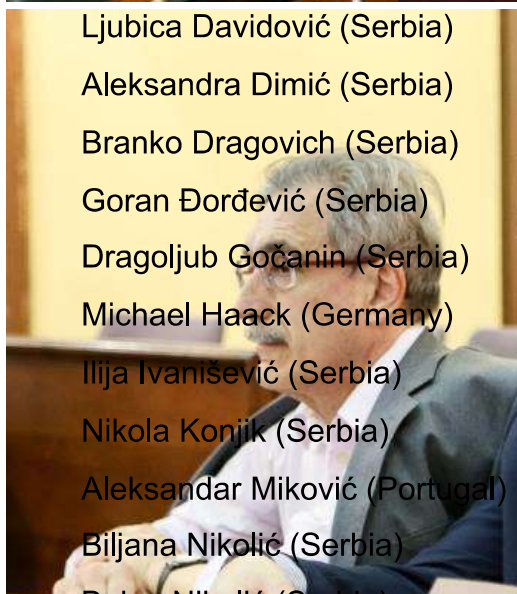 Ljubica Davidović (Serbia)
Aleksandra Dimić (Serbia)
Branko Dragovich (Serbia)
Goran Đorđević (Serbia)
Dragoljub Gočanin (Serbia)
Michael Haack (Germany)
Ilija Ivanišević (Serbia)
Nikola Konjik (Serbia)
Aleksandar Miković (Portugal)
Biljana Nikolić (Serbia)